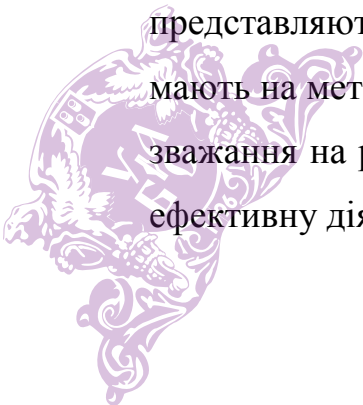 представляют
мають на мет
зважання на р
ефективну дія